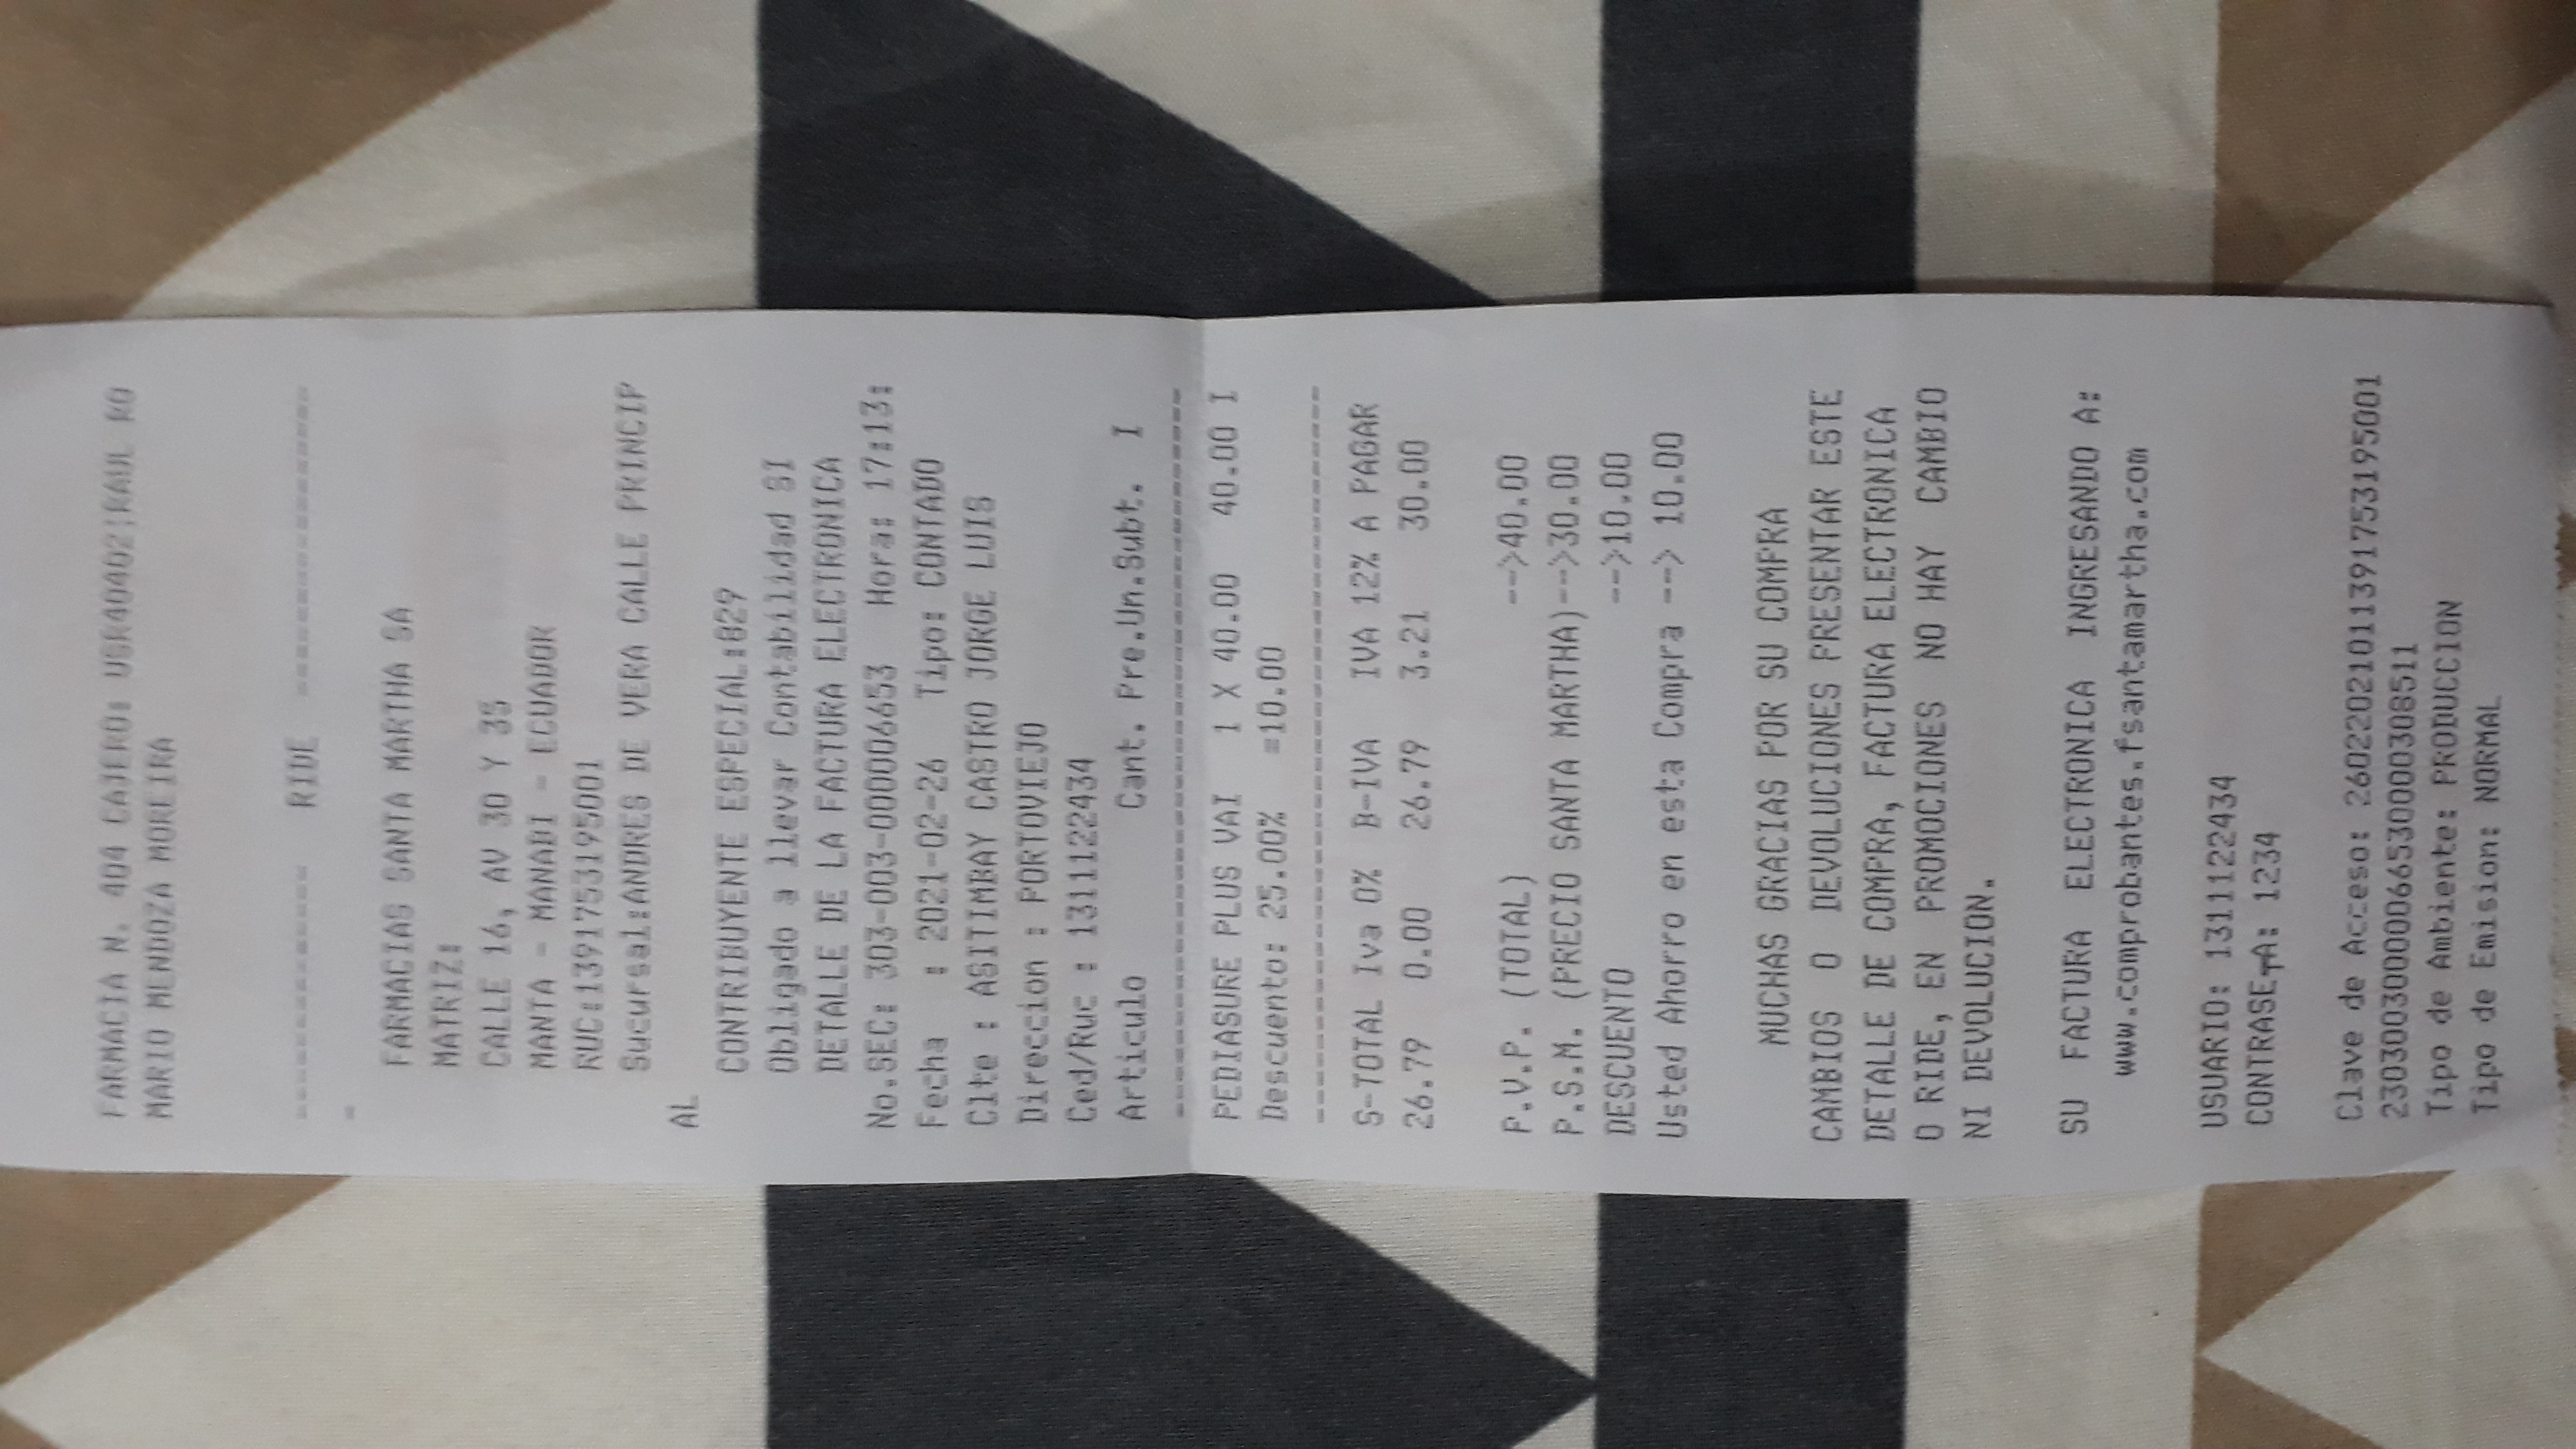 FARMACIA N. 404 CAJERO: USR40402|RAUL RO
MARIO MENDOZA MOREIRA
-------------- RIDE -----------------
-
FARMACIAS SANTA MARTHA SA
MATRIZ:
CALLE 16, AV 30 Y 35
MANTA - MANABI - ECUADOR
RUC:1391753195001
Sucursal:ANDRES DE VERA CALLE PRINCIP
AL
CONTRIBUYENTE ESPECIAL:829
Obligado a llevar Contabilidad SI
DETALLE DE LA FACTURA ELECTRONICA
No.SEC: 303-003-000006653 Hora: 17:13:
Fecha : 2021-02-26 Tipo: CONTADO
Clte : ASITIMBAY CASTRO JORGE LUIS
Direccion : PORTOVIEJO
Ced/Ruc : 1311122434
Articulo Cant. Pre.Un.Subt. I
----------------------------------------
PEDIASURE PLUS VAI 1 X 40.00 40.00 I
Descuento: 25.00% =10.00
----------------------------------------
S-TOTAL Iva 0% B-IVA IVA 12% A PAGAR
26.79 0.00 26.79 3.21 30.00
P.V.P. (TOTAL) -->40.00
P.S.M. (PRECIO SANTA MARTHA)-->30.00
DESCUENTO -->10.00
Usted Ahorro en esta Compra --> 10.00
MUCHAS GRACIAS POR SU COMPRA
CAMBIOS O DEVOLUCIONES PRESENTAR ESTE
DETALLE DE COMPRA, FACTURA ELECTRONICA
O RIDE, EN PROMOCIONES NO HAY CAMBIO
NI DEVOLUCION.
SU FACTURA ELECTRONICA INGRESANDO A:
www.comprobantes.fsantamartha.com
USUARIO: 1311122434
CONTRASE┬A: 1234
Clave de Acceso: 26022021011391753195001
23030030000066530000308511
Tipo de Ambiente: PRODUCCION
Tipo de Emision: NORMAL